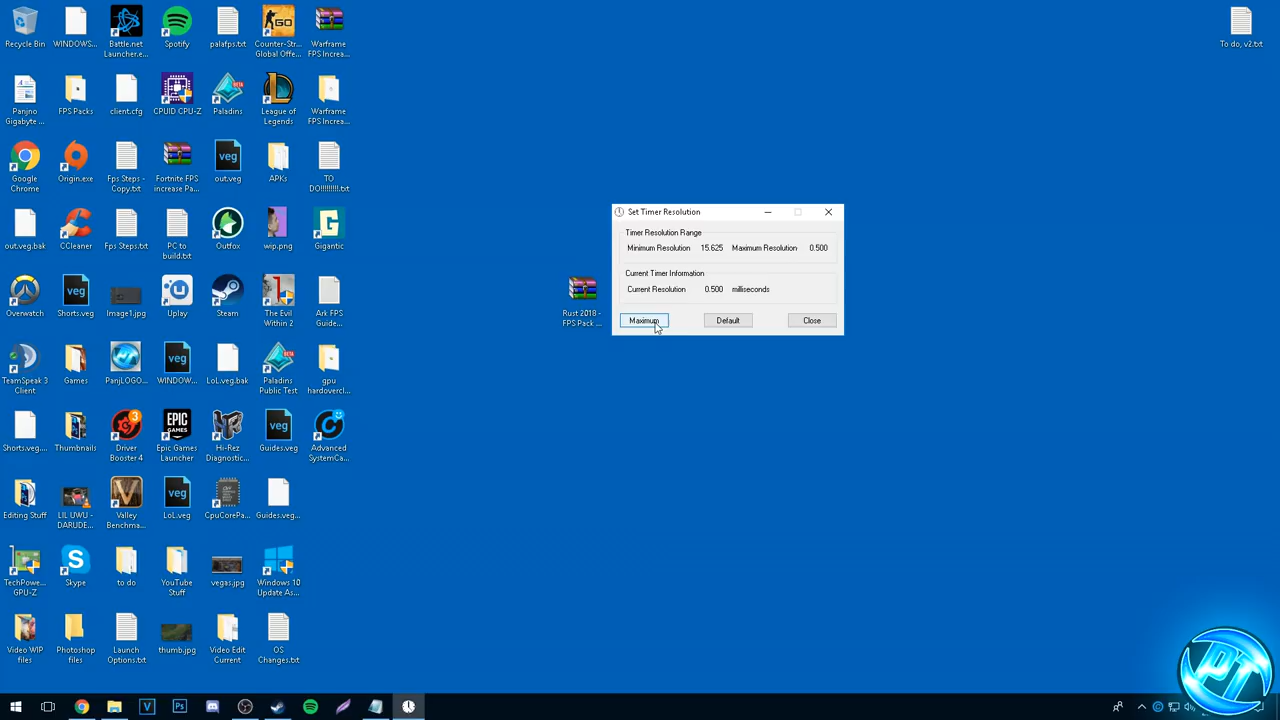 Recycle Bin
WINDOWS...
Battle.net
Launcher.e...
Spotify
palafps.txt
Counter-Str...
Global Offe...
Warframe
FPS Increa...
To do, v2.txt
Panjno
Gigabyte ...
FPS Packs
client.cfg
CPUID CPU-Z
Paladins
League of
Legends
Warframe
FPS Increa...
Google
Chrome
Origin.exe
Fps Steps -
Copy.txt
Fortnite FPS
increase Pa...
out.veg
APKs
TO
DO!!!!!!!!!.txt
out.veg.bak
CCleaner
Fps Steps.txt
PC to
build.txt
Outfox
wip.png
Gigantic
Overwatch
Shorts.veg
Image1.jpg
Uplay
Steam
The Evil
Within 2
Ark FPS
Guide...
TeamSpeak 3
Client
Games
PanjLOGO...
WINDOW...
LoL.veg.bak
Paladins
Public Test
gpu
hardovercl...
Shorts.veg....
Thumbnails
Driver
Booster 4
Epic Games
Launcher
Hi-Rez
Diagnostic...
Guides.veg
Advanced
SystemCa...
Editing Stuff
LIL UWU -
DARUDE...
Valley
Benchma...
LoL.veg
CpuCorePa...
Guides.veg...
TechPowe...
GPU-Z
Skype
to do
YouTube
Stuff
vegas.jpg
Windows 10
Update As...
Video WIP
files
Photoshop
files
Launch
Options.txt
thumb.jpg
Video Edit
Current
OS
Changes.txt
Rust 2018 -
FPS Pack ...
Set Timer Resolution
Timer Resolution Range
Minimum Resolution 15.625 Maximum Resolution 0.500
Current Timer Information
Current Resolution 0.500 milliseconds
Maximum Default Close